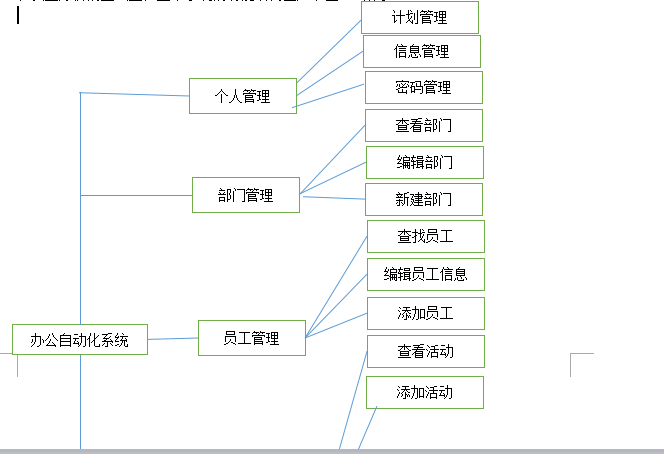 计划管理
信息管理
个人管理
密码管理
查看部门
编辑部门
部门管理
新建部门
查找员工
编辑员工信息
添加员工
办公自动化系统
员工管理
查看活动
添加活动